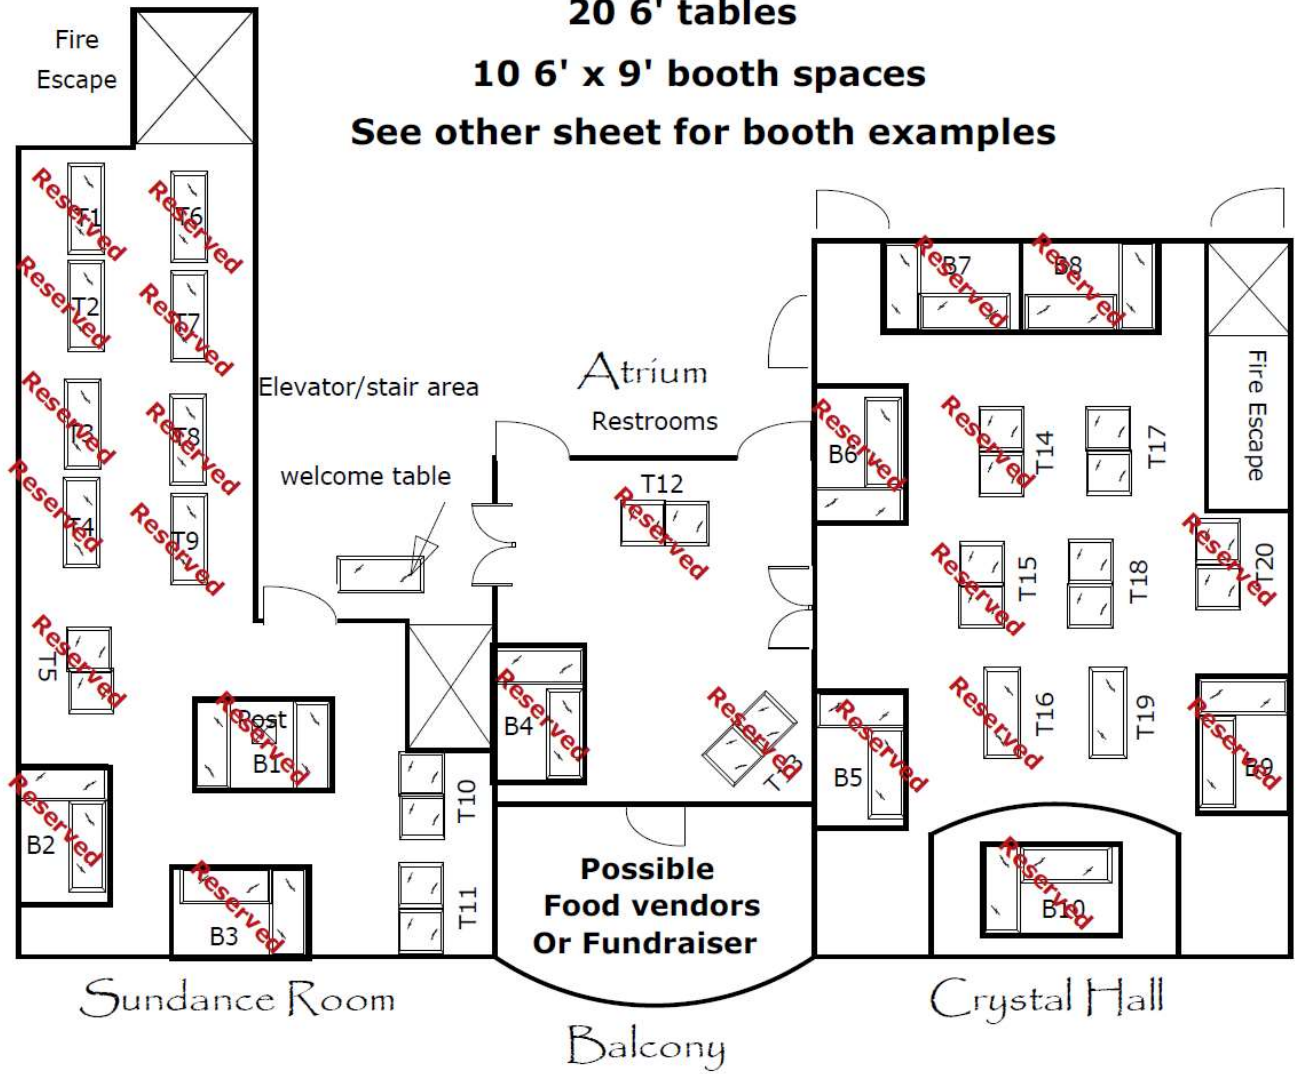 20 6' tables
10 6' x 9' booth spaces
See other sheet for booth examples
Fire
Escape
Reserved
T1
Reserved
T6
Reserved
T2
Reserved
T7
Reserved
T3
Reserved
T8
Reserved
T4
Reserved
T9
Reserved
T5
Reserved
Post
B1
Reserved
B2
Reserved
B3
T10
T11
Sundance Room
Elevator/stair area
welcome table
Atrium
Restrooms
T12
Reserved
Reserved
B4
Reserved
T13
Possible
Food vendors
Or Fundraiser
Balcony
Reserved
B7
Reserved
B8
Fire Escape
Reserved
B6
Reserved
T14
T17
Reserved
T15
T18
Reserved
T20
Reserved
T16
T19
Reserved
B5
Reserved
B9
Reserved
B10
Crystal Hall